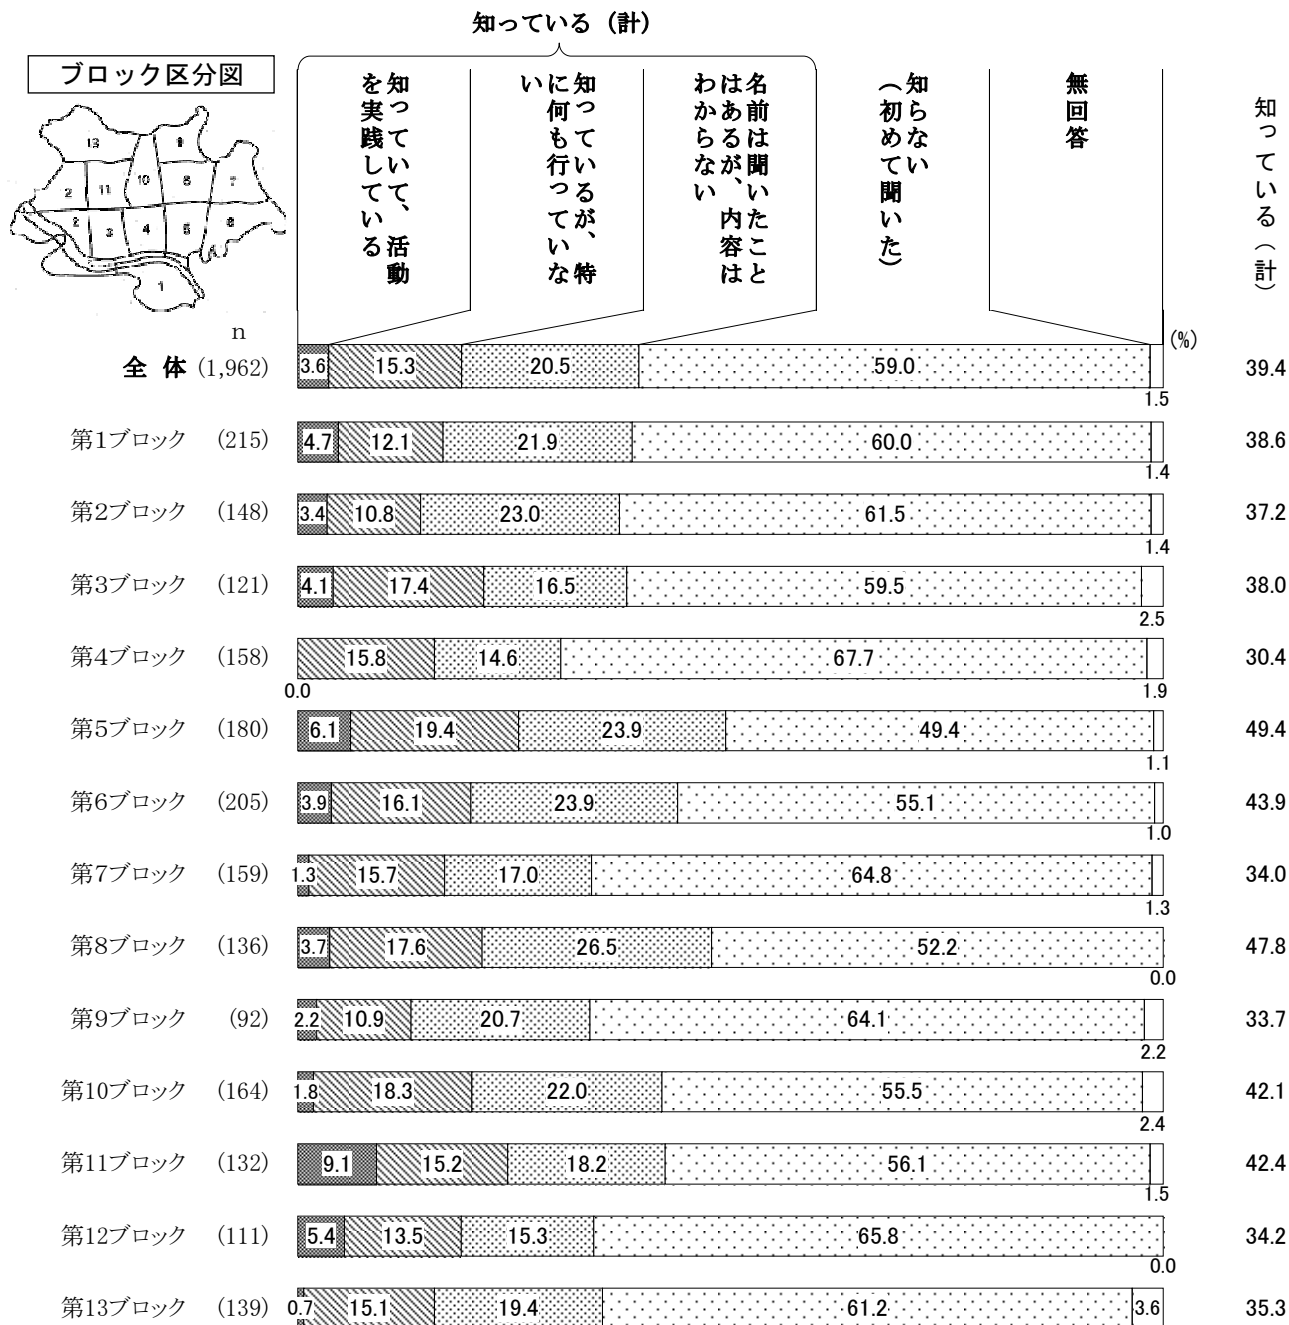 知っている（計）
ブロック区分図
知っていて、活動
を実践している
知っているが、特
に何も行っていな
い
名前は聞いたこと
はあるが、内容は
わからない
知らない
（初めて聞いた）
無回答
知っている（計）
13
9
2
11
10
8
7
2
3
4
5
6
1
n
(%)
全 体 (1,962) 3.6 15.3 20.5 59.0 1.5 39.4
第1ブロック (215) 4.7 12.1 21.9 60.0 1.4 38.6
第2ブロック (148) 3.4 10.8 23.0 61.5 1.4 37.2
第3ブロック (121) 4.1 17.4 16.5 59.5 2.5 38.0
第4ブロック (158) 0.0 15.8 14.6 67.7 1.9 30.4
第5ブロック (180) 6.1 19.4 23.9 49.4 1.1 49.4
第6ブロック (205) 3.9 16.1 23.9 55.1 1.0 43.9
第7ブロック (159) 1.3 15.7 17.0 64.8 1.3 34.0
第8ブロック (136) 3.7 17.6 26.5 52.2 0.0 47.8
第9ブロック (92) 2.2 10.9 20.7 64.1 2.2 33.7
第10ブロック (164) 1.8 18.3 22.0 55.5 2.4 42.1
第11ブロック (132) 9.1 15.2 18.2 56.1 1.5 42.4
第12ブロック (111) 5.4 13.5 15.3 65.8 0.0 34.2
第13ブロック (139) 0.7 15.1 19.4 61.2 3.6 35.3